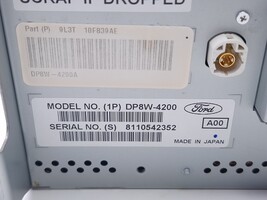 SCRAP IF DROPPED
Part (P) 9L3T 18F830AE
DP8W-4200A
MODEL NO. (1P) DP8W-4200
Ford
SERIAL NO. (S) 8110542352
A00
MADE IN JAPAN